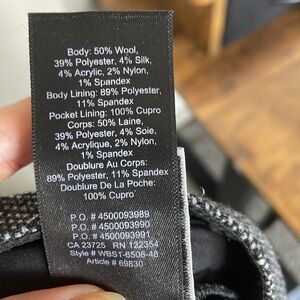 Body: 50% Wool,
39% Polyester, 4% Silk,
4% Acrylic, 2% Nylon,
1% Spandex
Body Lining: 89% Polyester,
11% Spandex
Pocket Lining: 100% Cupro
Corps: 50% Laine,
39% Polyester, 4% Soie,
4% Acrylique, 2% Nylon,
1% Spandex
Doublure Au Corps:
89% Polyester, 11% Spandex
Doublure De La Poche:
100% Cupro
P.O. # 4500093989
P.O. # 4500093990
P.O. # 4500093991
CA 23725 RN 122354
Style # WBS1-6508-48
Article # 69830